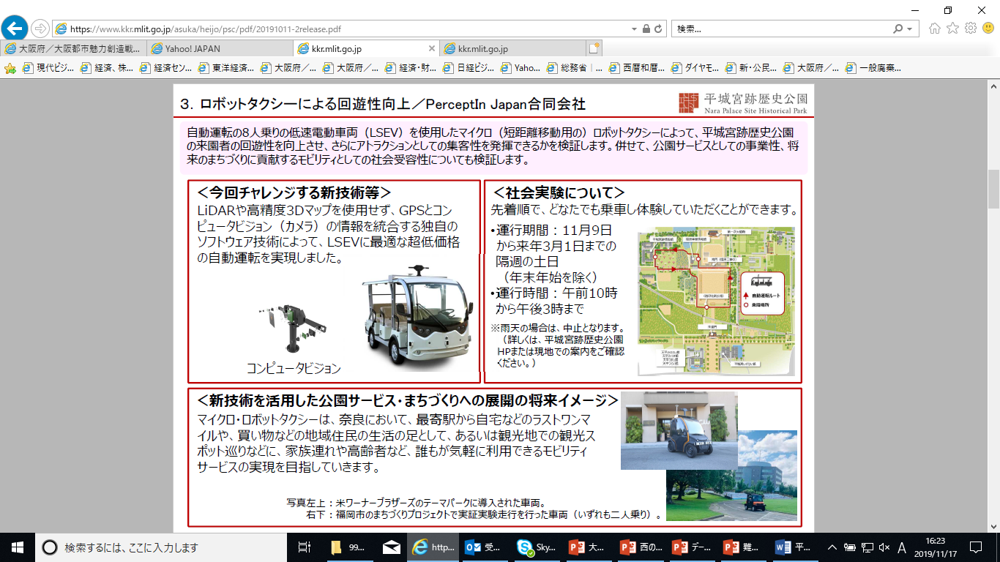 https://www.kkr.mlit.go.jp/asuka/heijo/psc/pdf/20191011-2release.pdf
検索...
大阪府／大阪都市魅力創造戦...
Yahoo! JAPAN
kkr.mlit.go.jp
kkr.mlit.go.jp
現代ビジ...
経済、株...
経済セン...
東洋経済...
大阪府／...
大阪府／...
経済・財...
日経ビジ...
Yaho...
総務省｜...
西暦和暦...
ダイヤモ...
新・公民...
大阪府／...
一般廃棄...
3．ロボットタクシーによる回遊性向上／PerceptIn Japan合同会社
平城宮跡歴史公園
Nara Palace Site Historical Park
自動運転の8人乗りの低速電動車両（LSEV）を使用したマイクロ（短距離移動用の）ロボットタクシーによって、平城宮跡歴史公園
の来園者の回遊性を向上させ、さらにアトラクションとしての集客性を発揮できるかを検証します。併せて、公園サービスとしての事業性、将
来のまちづくりに貢献するモビリティとしての社会受容性についても検証します。
＜今回チャレンジする新技術等＞
LiDARや高精度3Dマップを使用せず、GPSとコン
ピュータビジョン（カメラ）の情報を統合する独自の
ソフトウェア技術によって、LSEVに最適な超低価格
の自動運転を実現しました。
コンピュータビジョン
＜社会実験について＞
先着順で、どなたでも乗車し体験していただくことができます。
•運行期間：11月9日
から来年3月1日までの
隔週の土日
（年末年始を除く）
•運行時間：午前10時
から午後3時まで
※雨天の場合は、中止となります。
（詳しくは、平城宮跡歴史公園
HPまたは現地での案内をご確認
ください。）
自動運転ルート
乗降場所
＜新技術を活用した公園サービス・まちづくりへの展開の将来イメージ＞
マイクロ・ロボットタクシーは、奈良において、最寄駅から自宅などのラストワンマ
イルや、買い物などの地域住民の生活の足として、あるいは観光地での観光ス
ポット巡りなどに、家族連れや高齢者など、誰もが気軽に利用できるモビリティ
サービスの実現を目指していきます。
写真左上：米ワーナーブラザーズのテーマパークに導入された車両。
右下：福岡市のまちづくりプロジェクトで実証実験走行を行った車両（いずれも二人乗り）。
検索するには、ここに入力します
99...
http...
受...
Sky...
大...
西の...
デー...
難...
平...
A
16:23
2019/11/17